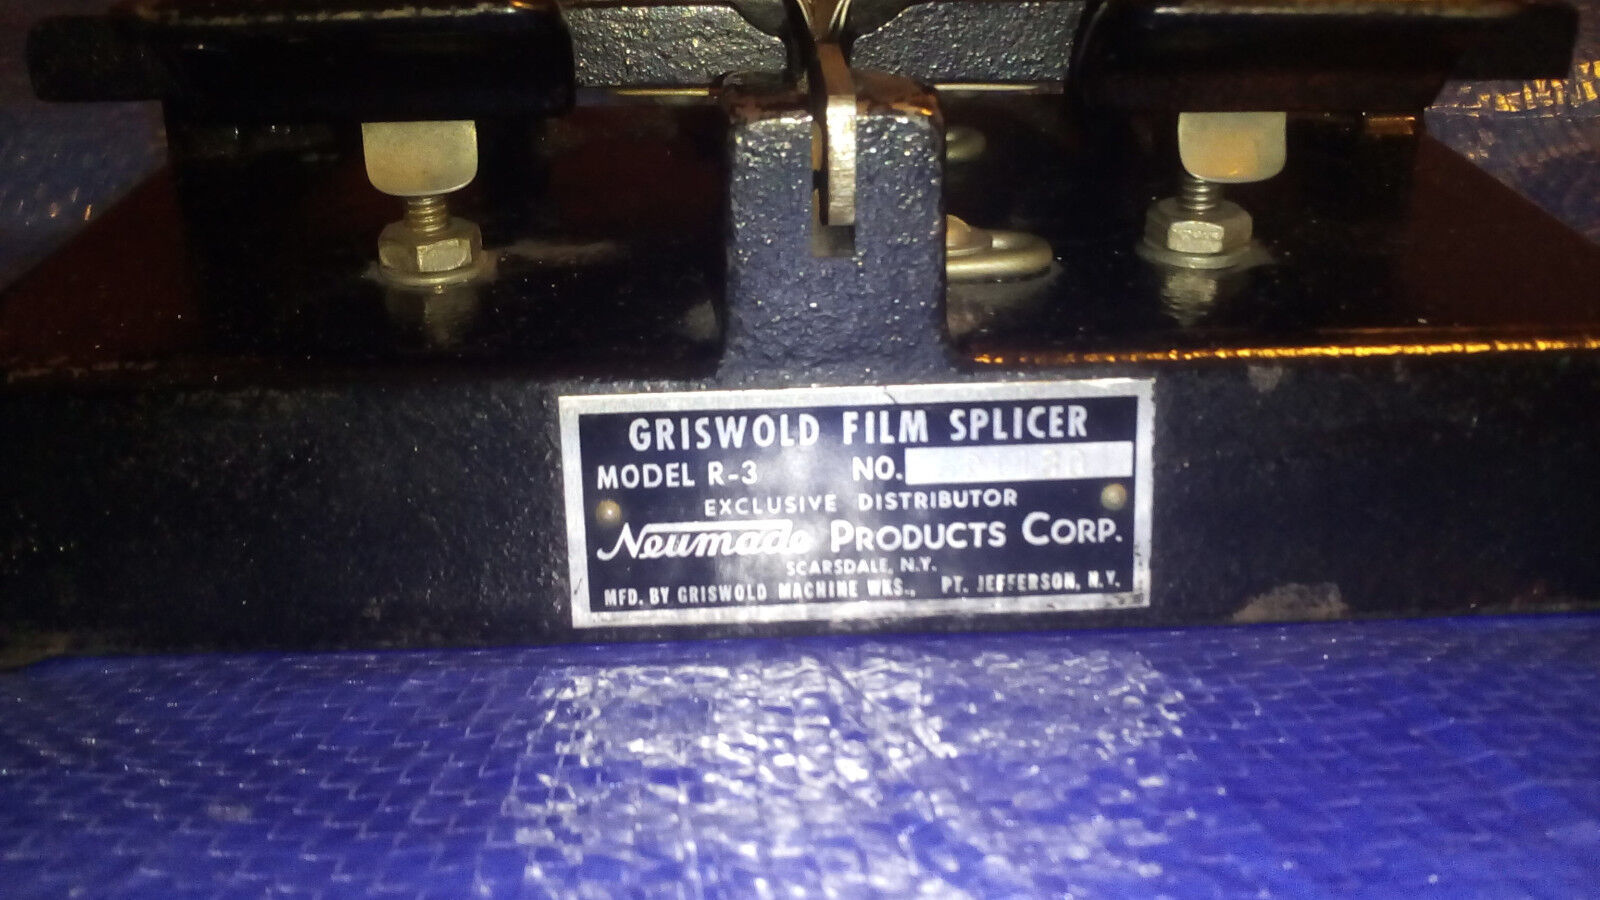 GRISWOLD FILM SPLICER
MODEL R-3 NO.
EXCLUSIVE DISTRIBUTOR
Neumade PRODUCTS CORP.
SCARSDALE, N.Y.
MFD. BY GRISWOLD MACHINE WKS., PT. JEFFERSON, N.Y.